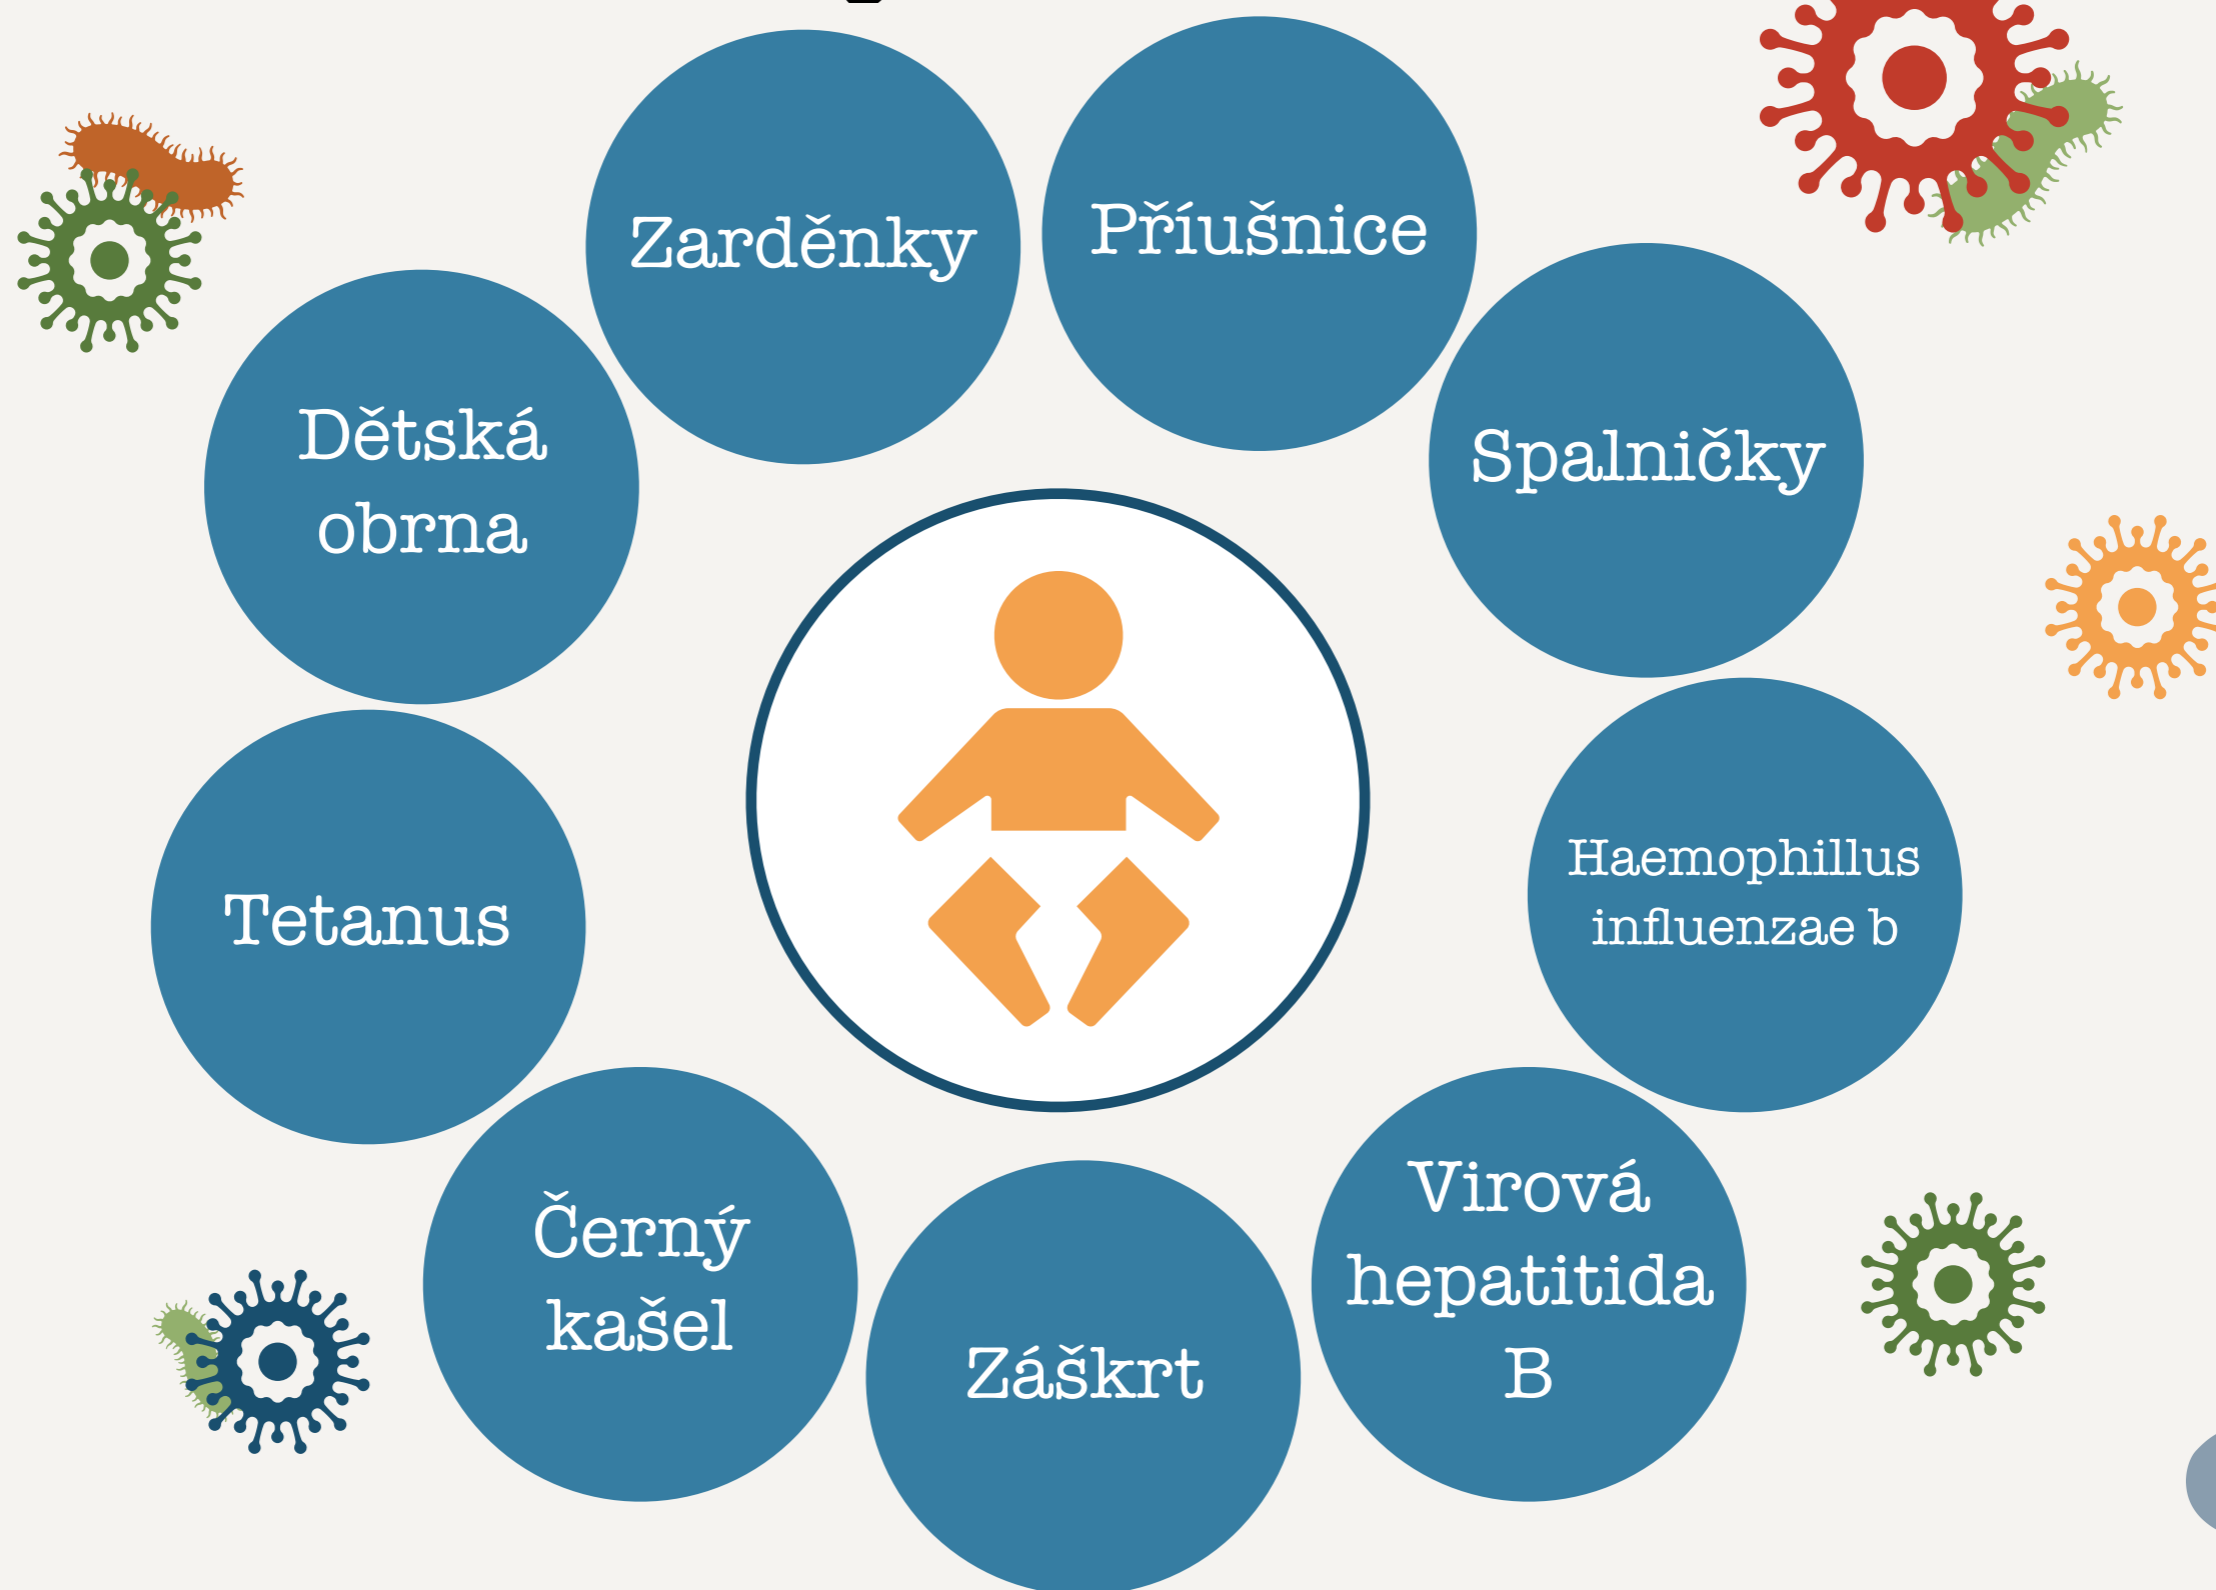 Zarděnky
Příušnice
Dětská
obrna
Spalničky
Tetanus
Haemophillus
influenzae b
Černý
kašel
Záškrt
Virová
hepatitida
B